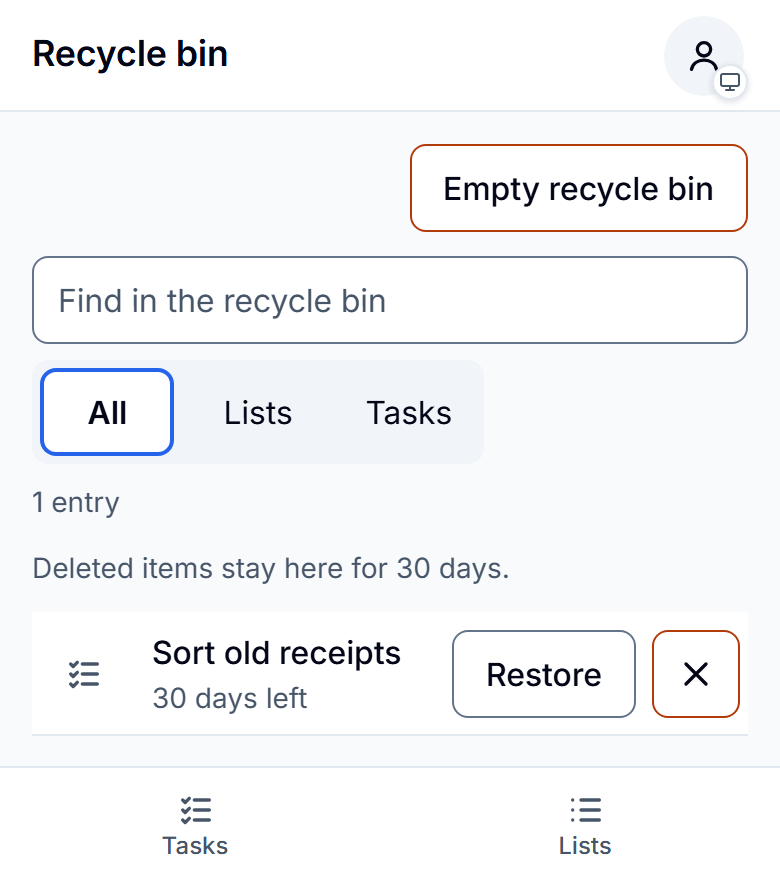 Recycle bin
Empty recycle bin
Find in the recycle bin
All
Lists
Tasks
1 entry
Deleted items stay here for 30 days.
Sort old receipts
30 days left
Restore
Tasks
Lists